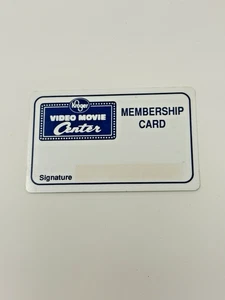 Kroger
VIDEO MOVIE
Center
MEMBERSHIP
CARD
Signature